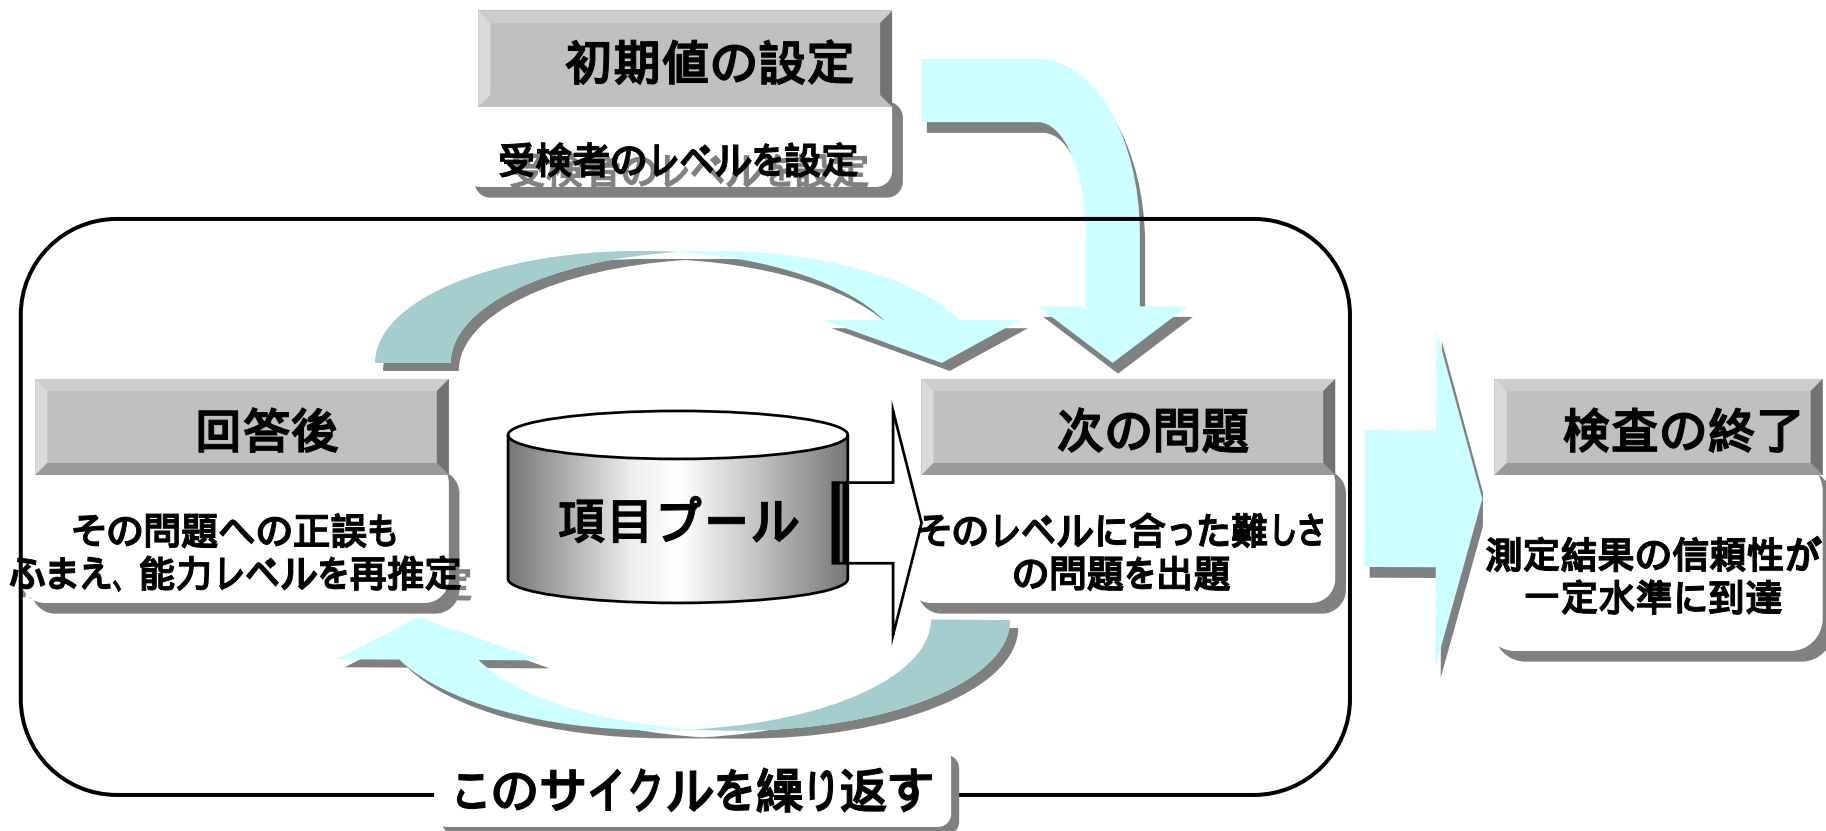 初期値の設定
受検者のレベルを設定
回答後
その問題への正誤も
ふまえ、能力レベルを再推定
項目プール
次の問題
そのレベルに合った難しさ
の問題を出題
検査の終了
測定結果の信頼性が
一定水準に到達
このサイクルを繰り返す